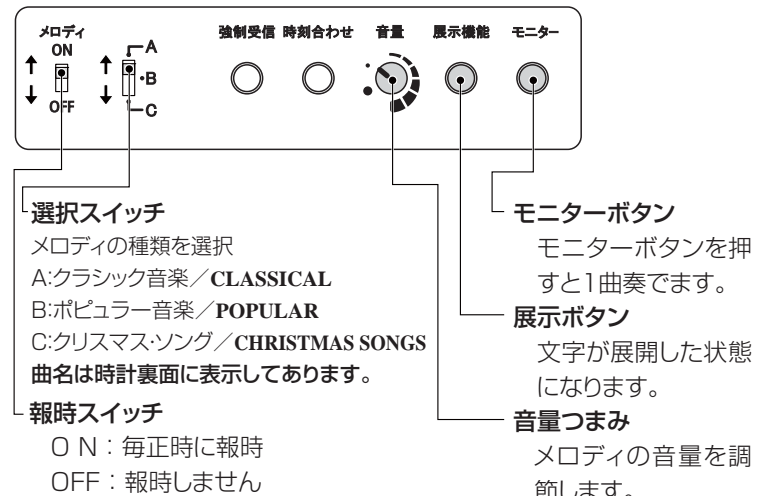 メロディ 強制受信 時刻合わせ 音量 展示機能 モニター
ON
OFF
A
・B
C
選択スイッチ
メロディの種類を選択
A:クラシック音楽／CLASSICAL
B:ポピュラー音楽／POPULAR
C:クリスマス・ソング／CHRISTMAS SONGS
曲名は時計裏面に表示してあります。
報時スイッチ
O N：毎正時に報時
OFF：報時しません
モニターボタン
モニターボタンを押
すと1曲奏でます。
展示ボタン
文字が展開した状態
になります。
音量つまみ
メロディの音量を調
節します。